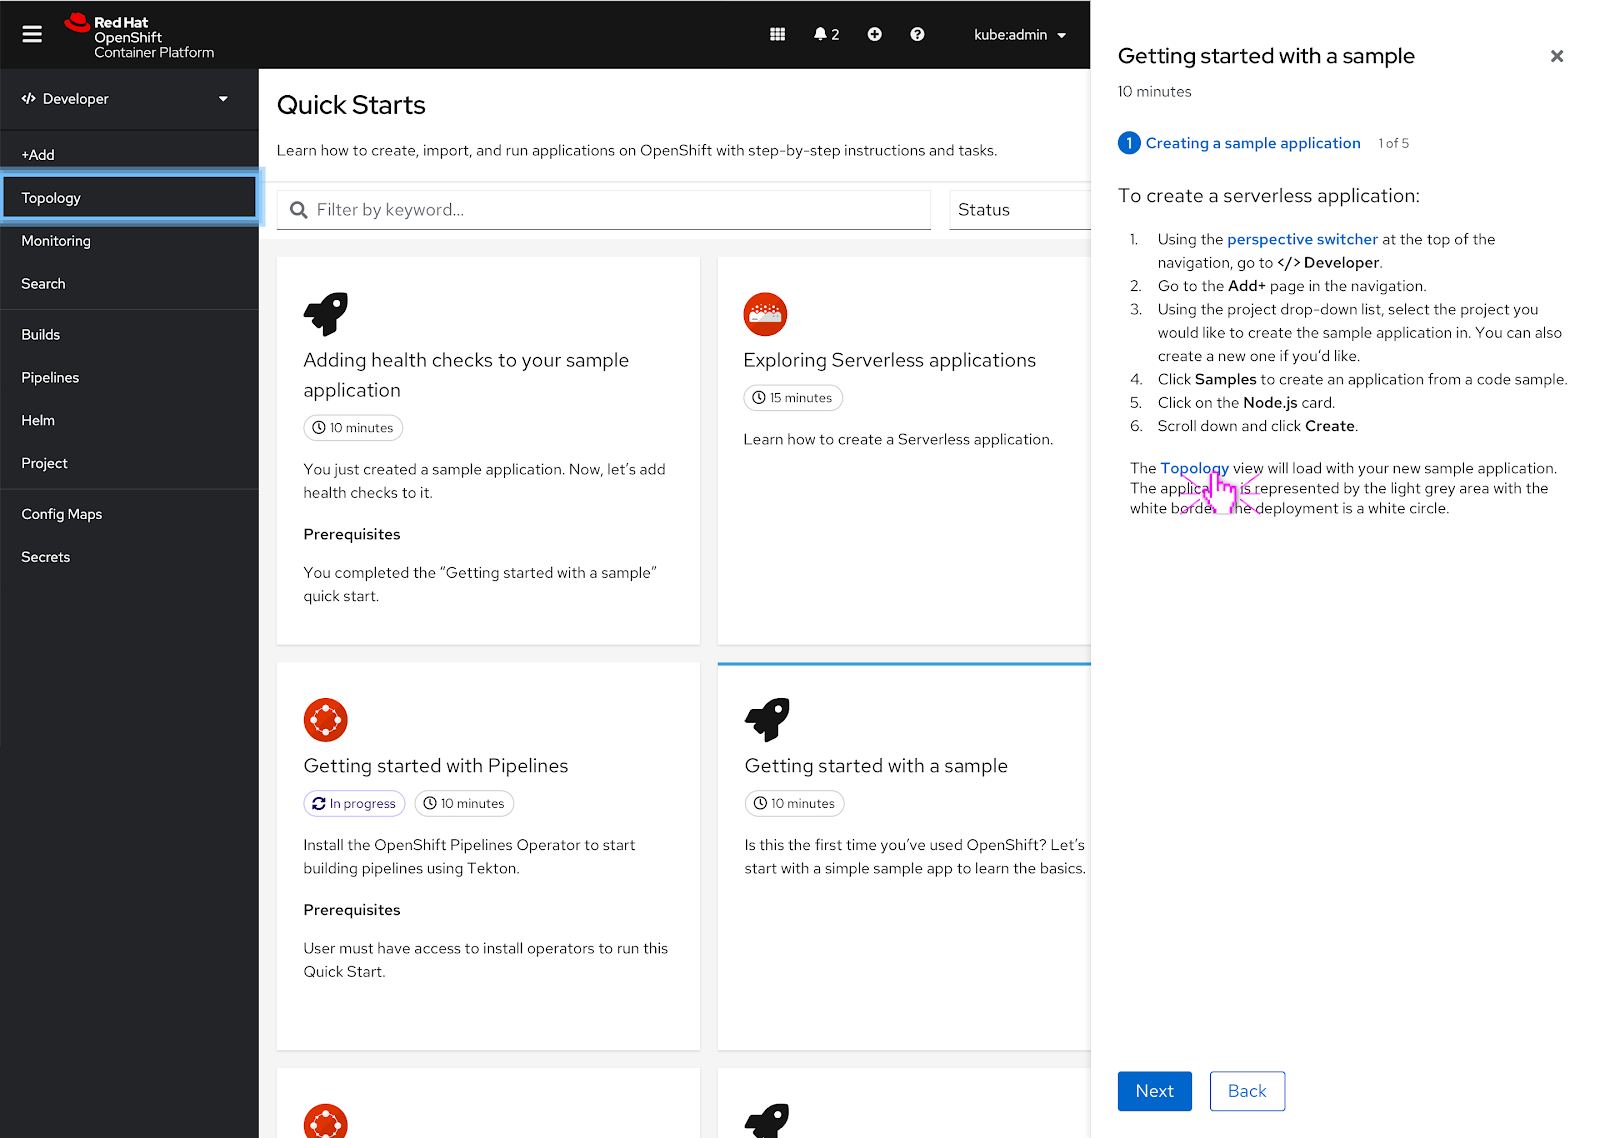 Red Hat
OpenShift
Container Platform
2
kube:admin
Developer
+Add
Topology
Monitoring
Search
Builds
Pipelines
Helm
Project
Config Maps
Secrets
Quick Starts
Learn how to create, import, and run applications on OpenShift with step-by-step instructions and tasks.
Filter by keyword...
Status
Adding health checks to your sample
application
10 minutes
You just created a sample application. Now, let’s add
health checks to it.
Prerequisites
You completed the “Getting started with a sample”
quick start.
Exploring Serverless applications
15 minutes
Learn how to create a Serverless application.
Getting started with Pipelines
In progress
10 minutes
Install the OpenShift Pipelines Operator to start
building pipelines using Tekton.
Prerequisites
User must have access to install operators to run this
Quick Start.
Getting started with a sample
10 minutes
Is this the first time you’ve used OpenShift? Let’s
start with a simple sample app to learn the basics.
Getting started with a sample
10 minutes
1 Creating a sample application 1 of 5
To create a serverless application:
1. Using the perspective switcher at the top of the
navigation, go to </> Developer.
2. Go to the Add+ page in the navigation.
3. Using the project drop-down list, select the project you
would like to create the sample application in. You can also
create a new one if you’d like.
4. Click Samples to create an application from a code sample.
5. Click on the Node.js card.
6. Scroll down and click Create.
The Topology view will load with your new sample application.
The is represented by the light grey area with the
white deployment is a white circle.
Next
Back